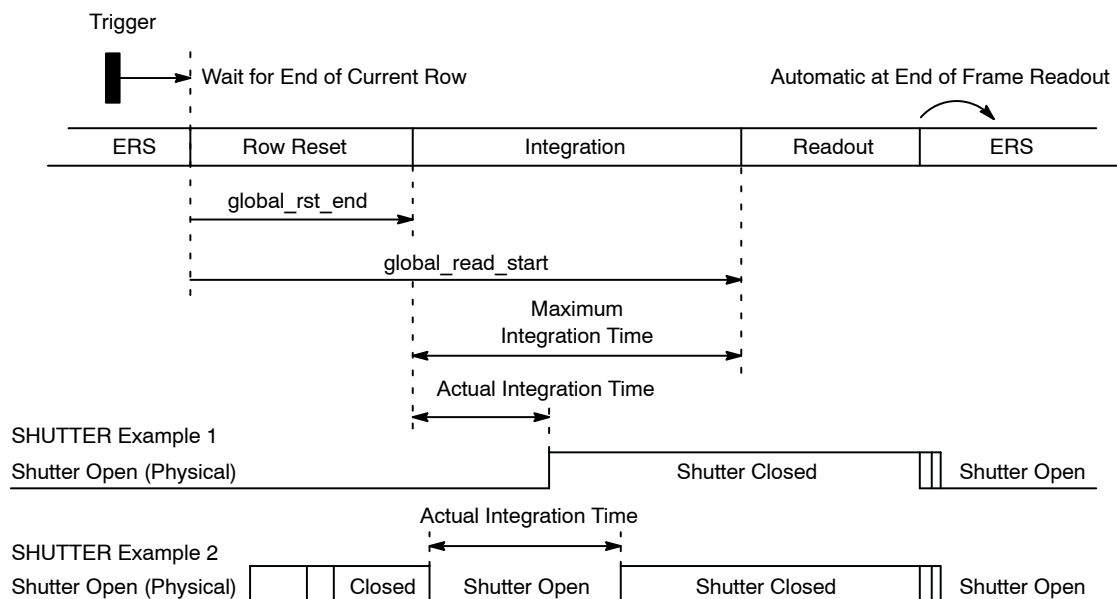 Trigger
Wait for End of Current Row
Automatic at End of Frame Readout
ERS Row Reset Integration Readout ERS
global_rst_end
global_read_start
Maximum
Integration Time
Actual Integration Time
SHUTTER Example 1
Shutter Open (Physical) Shutter Closed Shutter Open
Actual Integration Time
SHUTTER Example 2
Shutter Open (Physical) Closed Shutter Open Shutter Closed Shutter Open